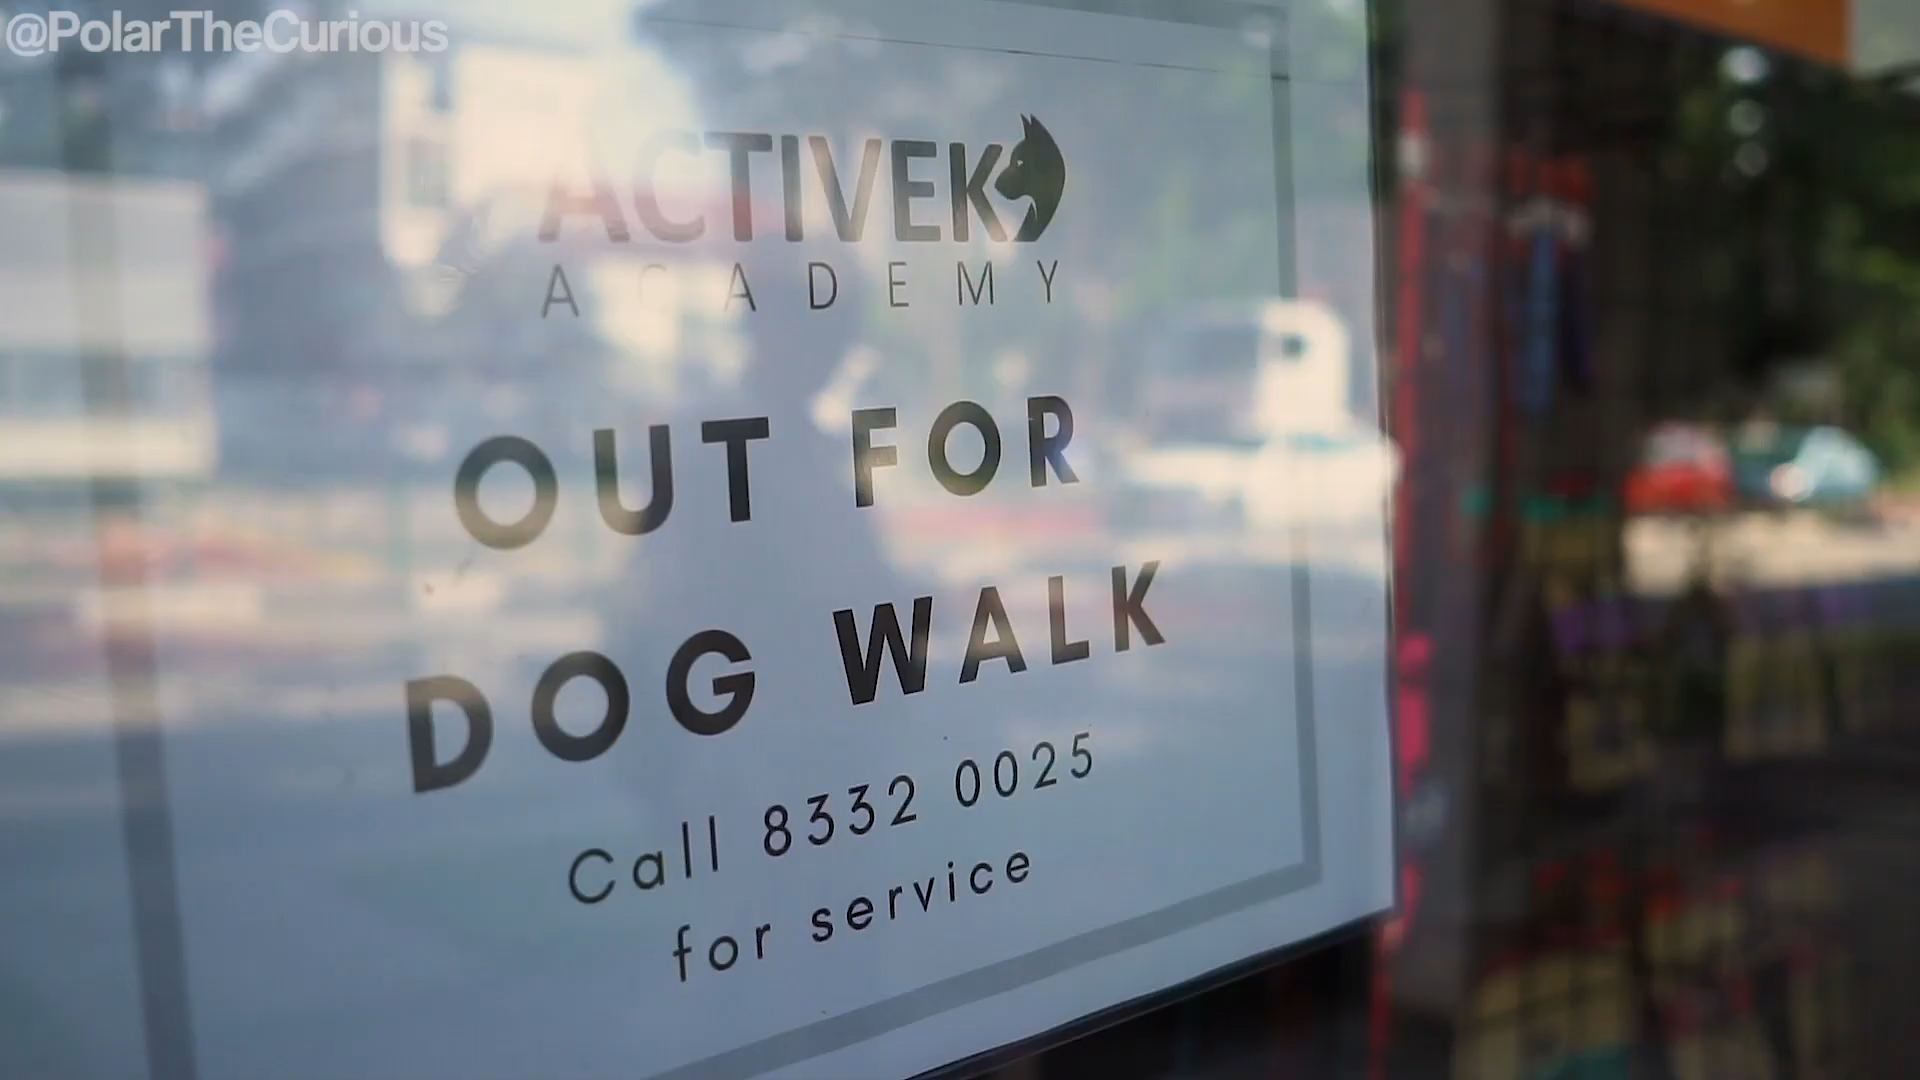 @PolarTheCurious
ACTIVEK9
ACADEMY
OUT FOR
DOG WALK
Call 8332 0025
for service